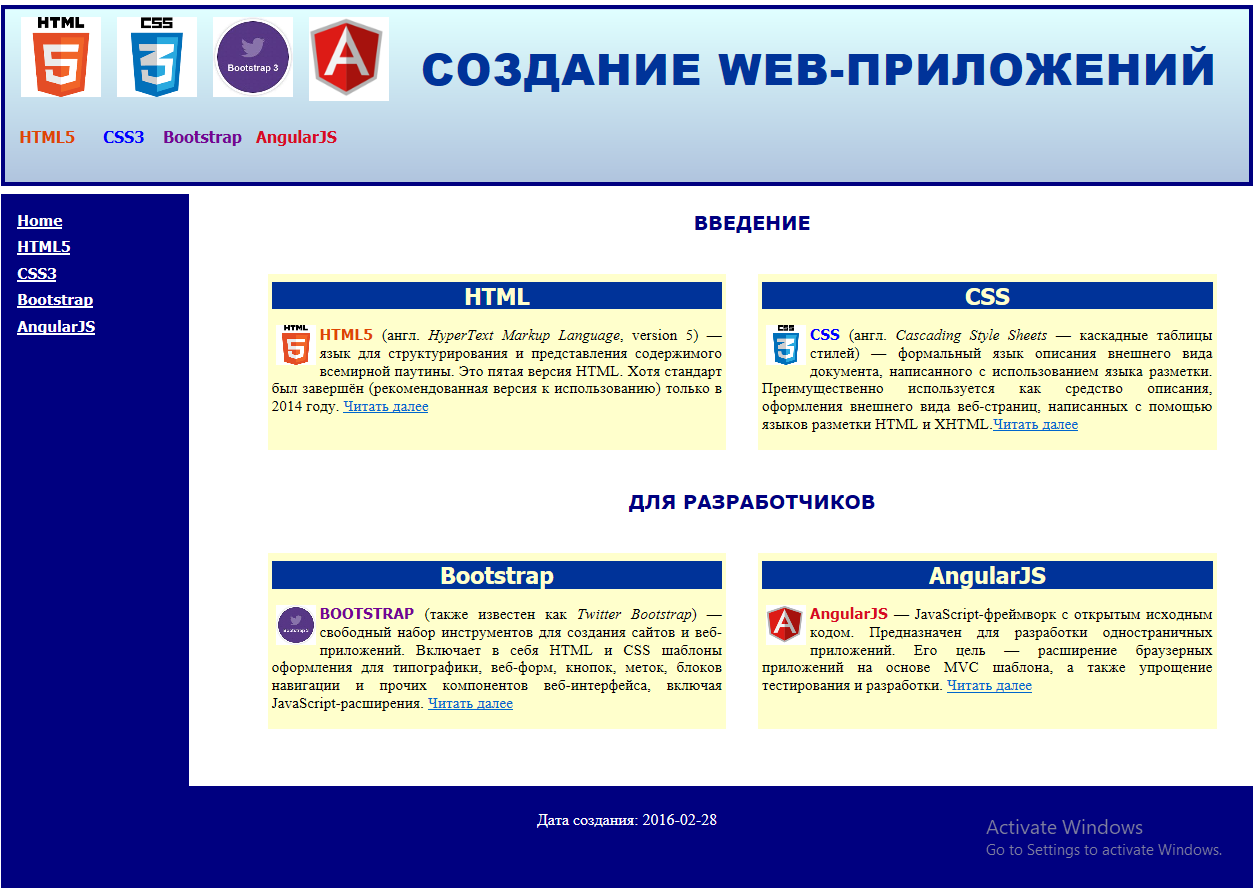 HTML
5
CSS
3
Bootstrap 3
A
СОЗДАНИЕ WEB-ПРИЛОЖЕНИЙ
HTML5 CSS3 Bootstrap AngularJS
Home
HTML5
CSS3
Bootstrap
AngularJS
ВВЕДЕНИЕ
HTML
HTML
5
HTML5 (англ. HyperText Markup Language, version 5) —
язык для структурирования и представления содержимого
всемирной паутины. Это пятая версия HTML. Хотя стандарт
был завершён (рекомендованная версия к использованию) только в
2014 году. Читать далее
CSS
CSS
3
CSS (англ. Cascading Style Sheets — каскадные таблицы
стилей) — формальный язык описания внешнего вида
документа, написанного с использованием языка разметки.
Преимущественно используется как средство описания,
оформления внешнего вида веб-страниц, написанных с помощью
языков разметки HTML и XHTML.Читать далее
ДЛЯ РАЗРАБОТЧИКОВ
Bootstrap
Bootstrap 3
BOOTSTRAP (также известен как Twitter Bootstrap) —
свободный набор инструментов для создания сайтов и веб-
приложений. Включает в себя HTML и CSS шаблоны
оформления для типографики, веб-форм, кнопок, меток, блоков
навигации и прочих компонентов веб-интерфейса, включая
JavaScript-расширения. Читать далее
AngularJS
A
AngularJS — JavaScript-фреймворк с открытым исходным
кодом. Предназначен для разработки одностраничных
приложений. Его цель — расширение браузерных
приложений на основе MVC шаблона, а также упрощение
тестирования и разработки. Читать далее
Дата создания: 2016-02-28
Activate Windows
Go to Settings to activate Windows.